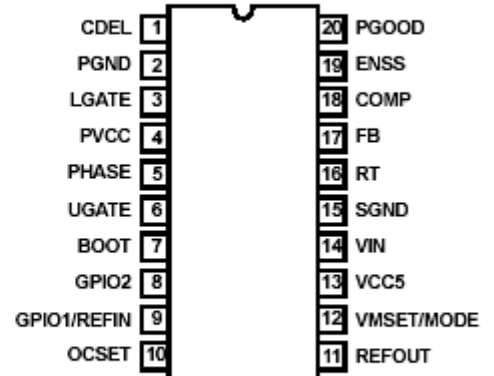 CDEL 1 20 PGOOD
PGND 2 19 ENSS
LGATE 3 18 COMP
PVCC 4 17 FB
PHASE 5 16 RT
UGATE 6 15 SGND
BOOT 7 14 VIN
GPIO2 8 13 VCC5
GPIO1/REFIN 9 12 VMSET/MODE
OCSET 10 11 REFOUT